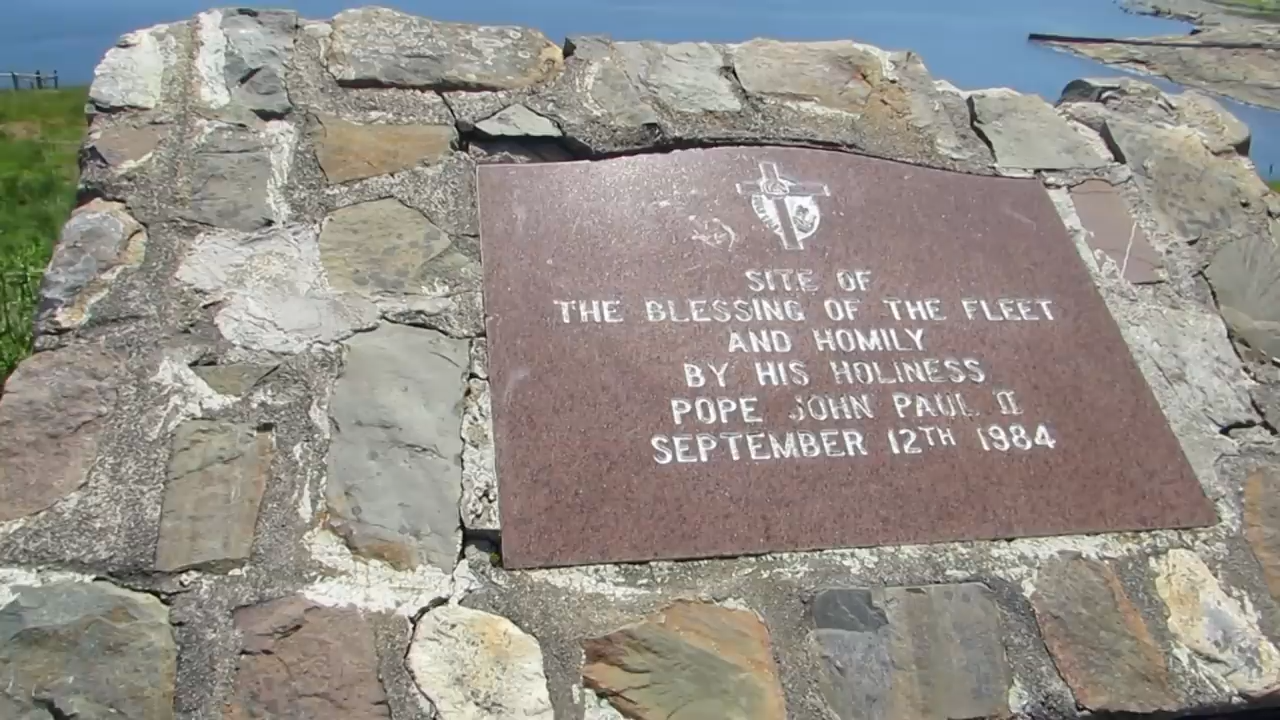 SITE OF
THE BLESSING OF THE FLEET
AND HOMILY
BY HIS HOLINESS
POPE JOHN PAUL II
SEPTEMBER 12TH 1984